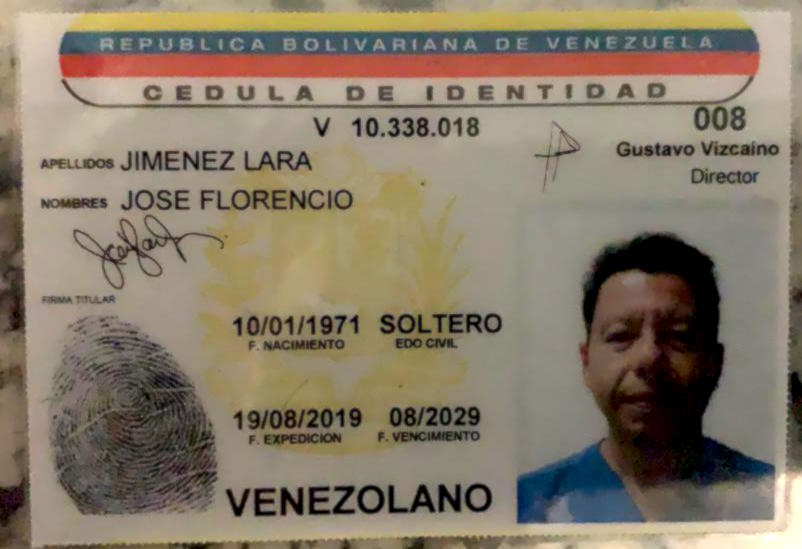 REPUBLICA BOLIVARIANA DE VENEZUELA
CEDULA DE IDENTIDAD
V 10.338.018
008
Gustavo Vizcaino
Director
APELLIDOS JIMENEZ LARA
NOMBRES JOSE FLORENCIO
FIRMA TITULAR
10/01/1971 SOLTERO
F. NACIMIENTO EDO CIVIL
19/08/2019 08/2029
F. EXPEDICION F. VENCIMIENTO
VENEZOLANO